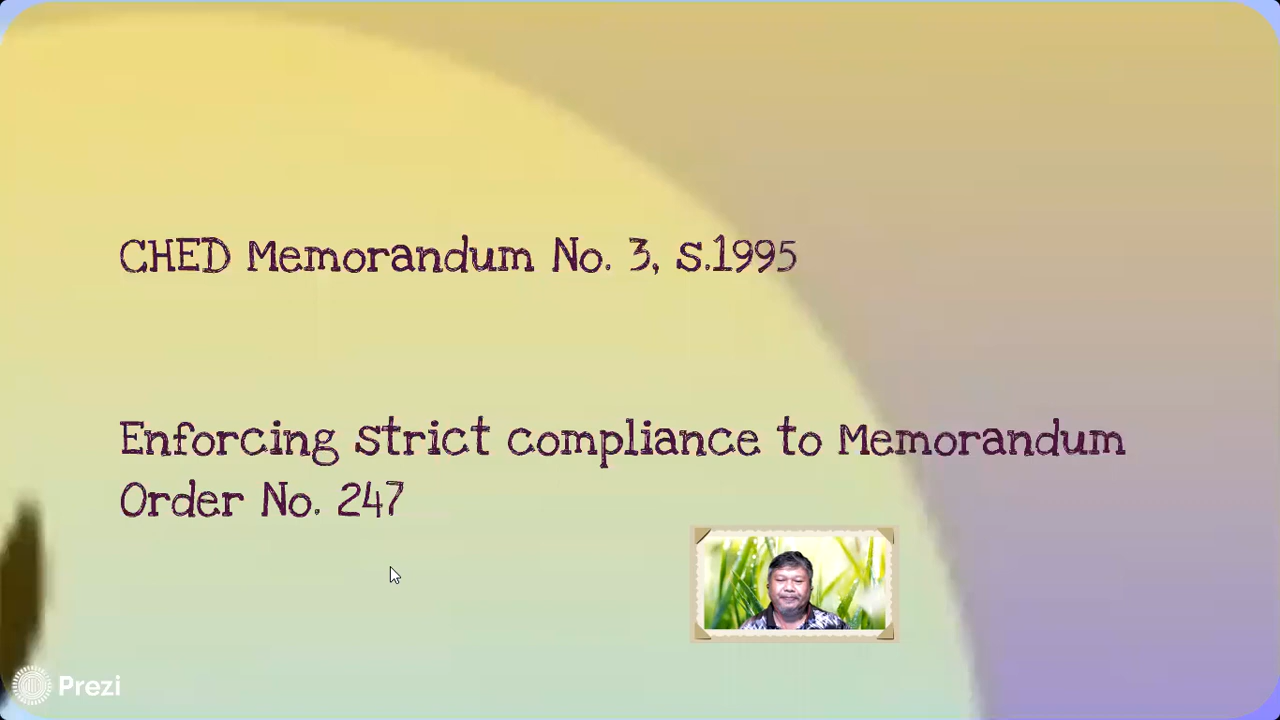 CHED Memorandum No. 3, s.1995
Enforcing strict compliance to Memorandum
Order No. 247
Prezi